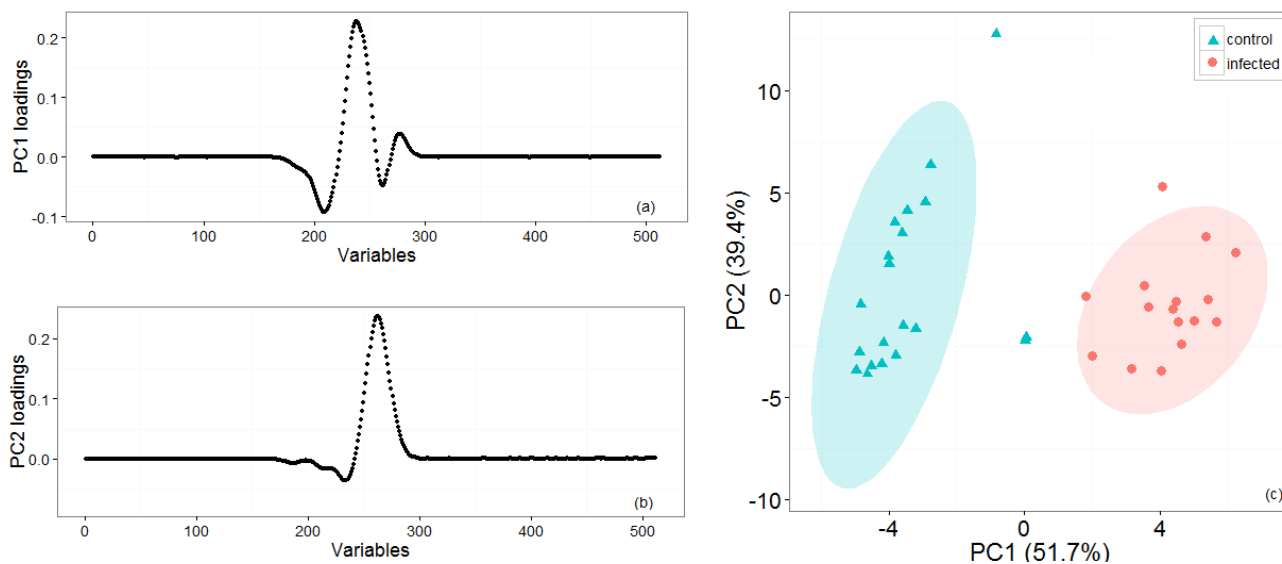 PC1 loadings
0.2
0.1
0.0
-0.1
0 100 200 300 400 500
Variables
(a)
PC2 loadings
0.2
0.1
0.0
0 100 200 300 400 500
Variables
(b)
control
infected
PC2 (39.4%)
10
5
0
-5
-10
-4 0 4
PC1 (51.7%)
(c)